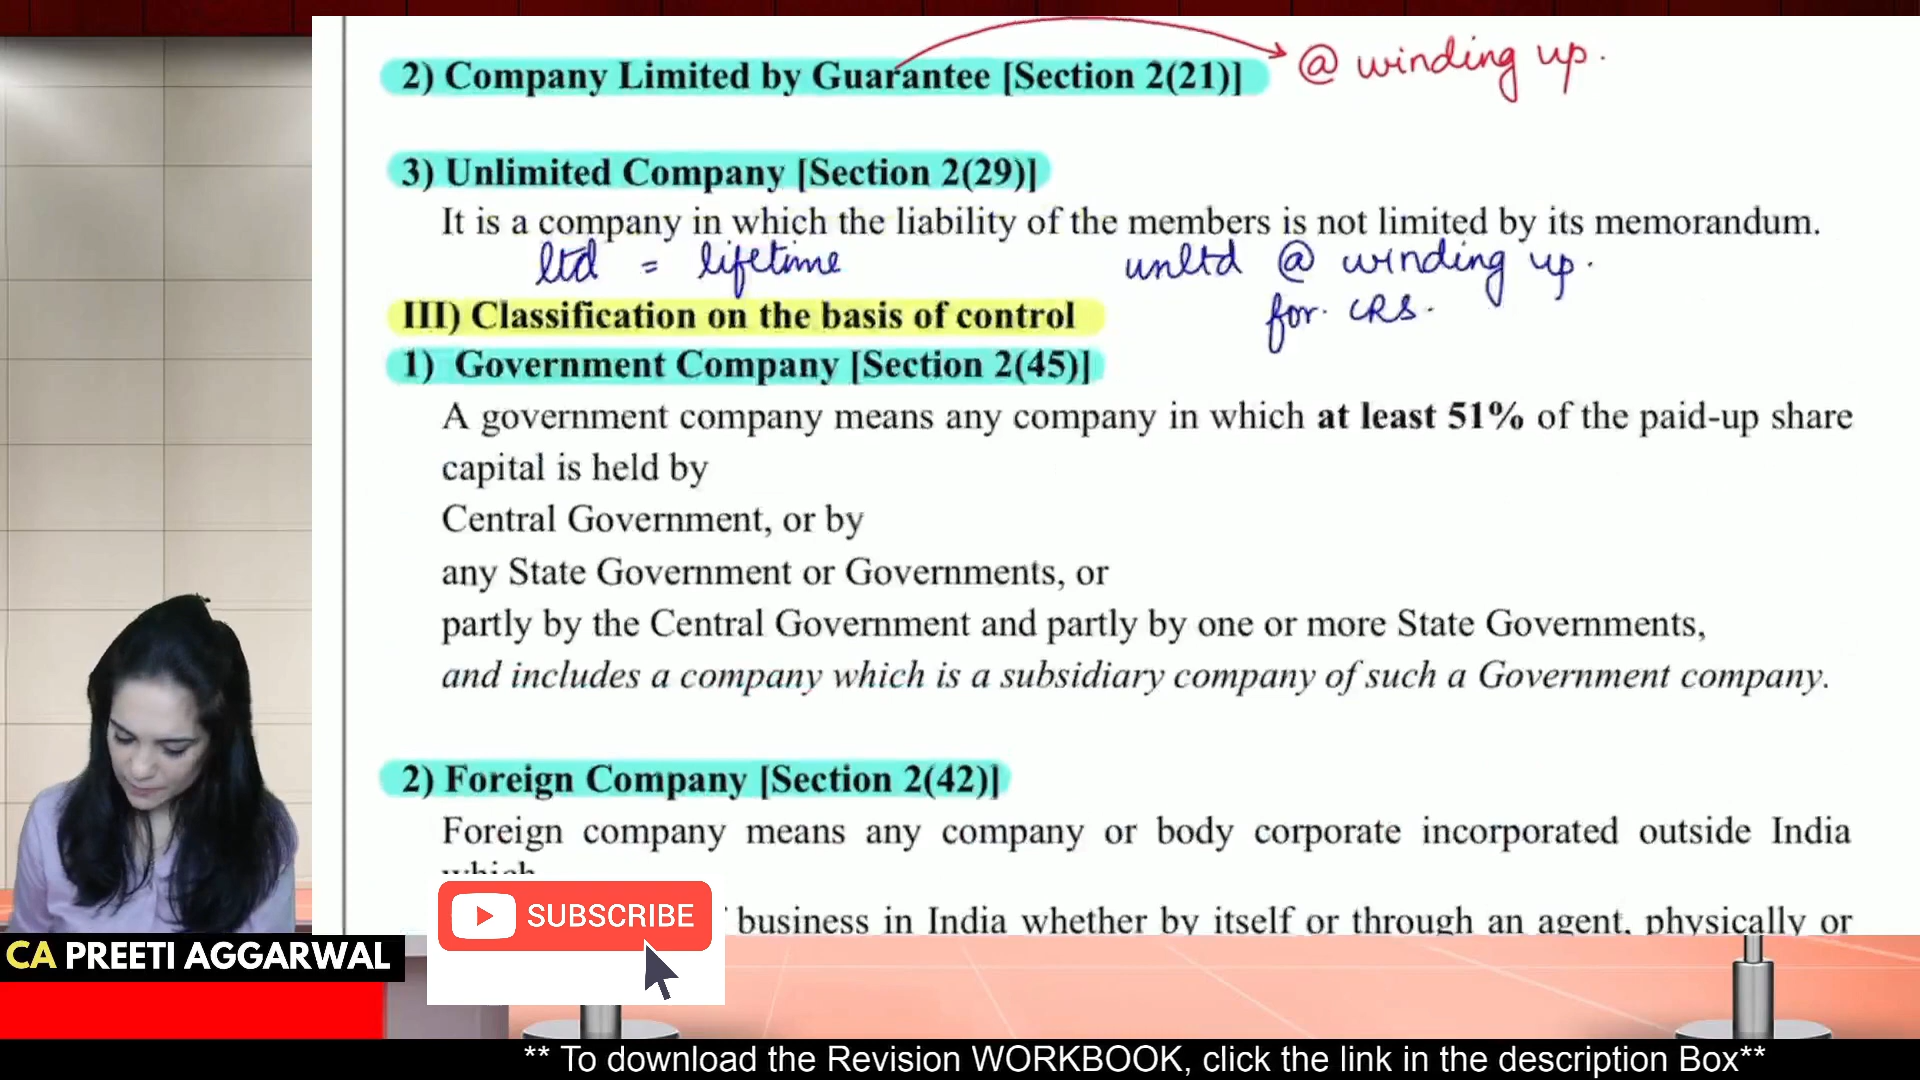 2) Company Limited by Guarantee [Section 2(21)] @ winding up.
3) Unlimited Company [Section 2(29)]
It is a company in which the liability of the members is not limited by its memorandum.
ltd = lifetime unltd @ winding up.
for. CRS.
III) Classification on the basis of control
1) Government Company [Section 2(45)]
A government company means any company in which at least 51% of the paid-up share
capital is held by
Central Government, or by
any State Government or Governments, or
partly by the Central Government and partly by one or more State Governments,
and includes a company which is a subsidiary company of such a Government company.
2) Foreign Company [Section 2(42)]
Foreign company means any company or body corporate incorporated outside India
which
business in India whether by itself or through an agent, physically or
SUBSCRIBE
CA PREETI AGGARWAL
** To download the Revision WORKBOOK, click the link in the description Box**